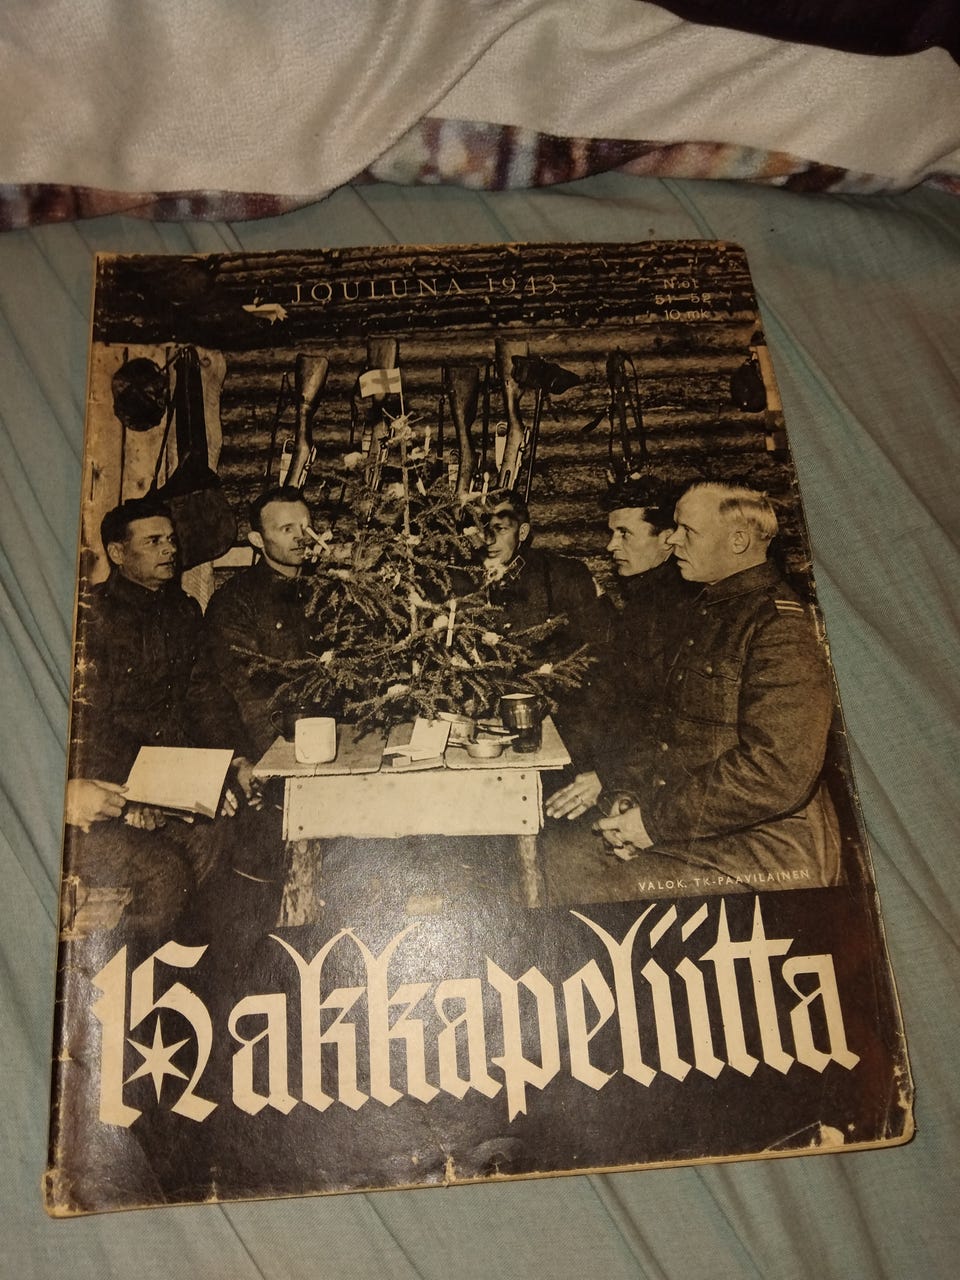 JOULUNA 1943
N:ot
51–52
10 mk
VALOK. TK-PAAVILAINEN
Hakkapeliitta